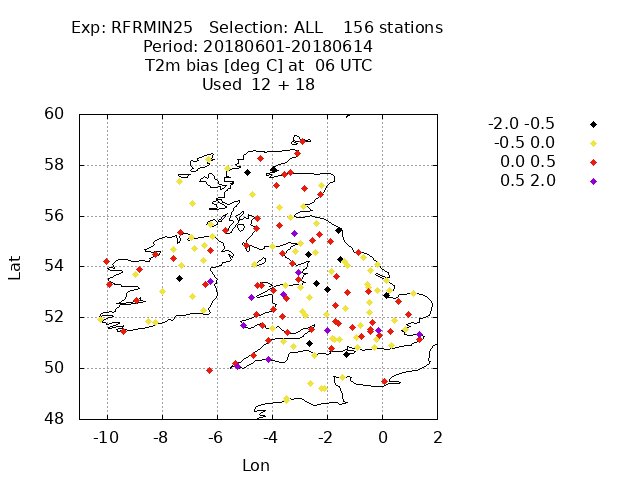 Exp: RFRMIN25 Selection: ALL 156 stations
Period: 20180601-20180614
T2m bias [deg C] at 06 UTC
Used 12 + 18
-2.0 -0.5
-0.5 0.0
0.0 0.5
0.5 2.0
60
58
56
54
52
50
48
Lat
-10 -8 -6 -4 -2 0 2
Lon